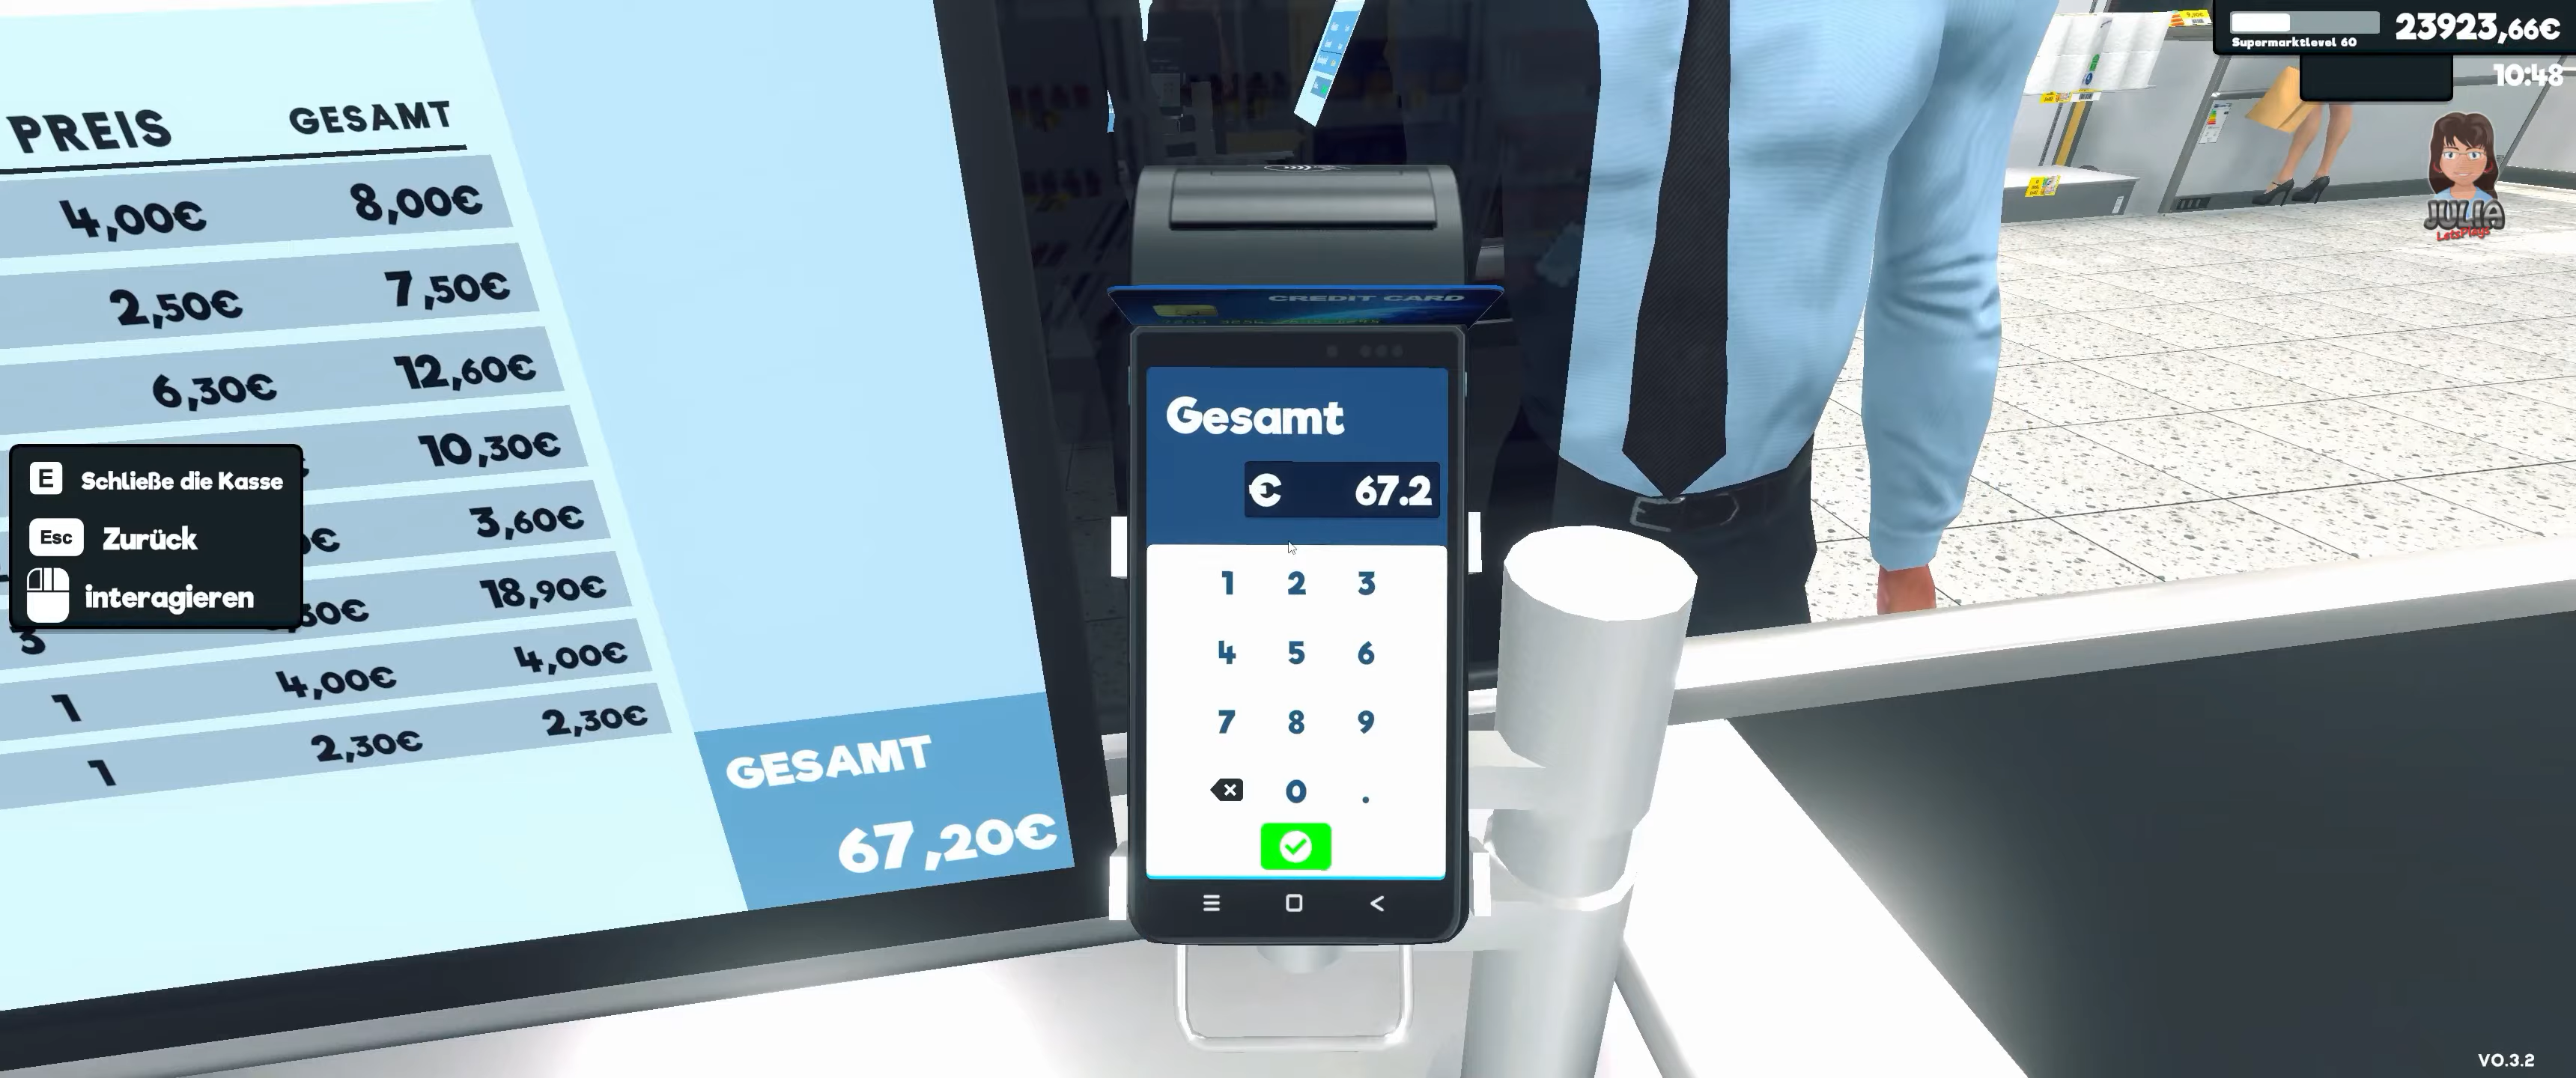 PREIS GESAMT
4,00€ 8,00€
2,50€ 7,50€
6,30€ 12,60€
10,30€
3,60€
3 18,90€
1 4,00€ 4,00€
1 2,30€ 2,30€
GESAMT
67,20€
E Schließe die Kasse
Esc Zurück
interagieren
CREDIT CARD
Gesamt
€ 67.2
1 2 3
4 5 6
7 8 9
0 .
23923,66€
Supermarktlevel 60
10:48
JULIA
LetsPlays
V0.3.2